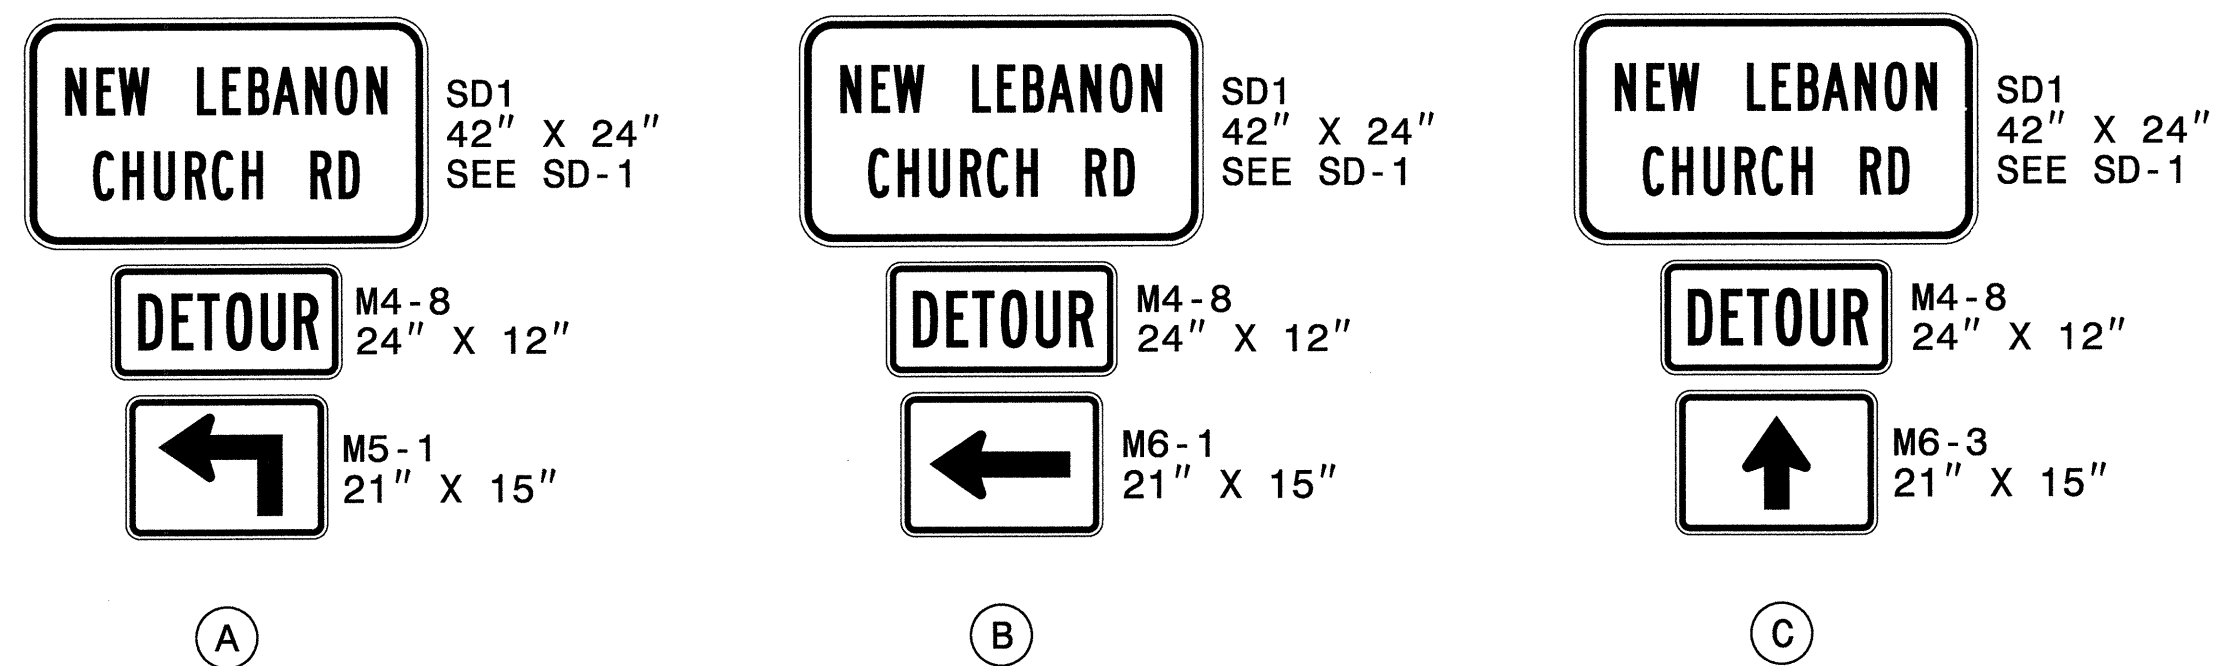 NEW LEBANON
CHURCH RD
SD1
42" X 24"
SEE SD-1
DETOUR
M4-8
24" X 12"
M5-1
21" X 15"
A
NEW LEBANON
CHURCH RD
SD1
42" X 24"
SEE SD-1
DETOUR
M4-8
24" X 12"
M6-1
21" X 15"
B
NEW LEBANON
CHURCH RD
SD1
42" X 24"
SEE SD-1
DETOUR
M4-8
24" X 12"
M6-3
21" X 15"
C